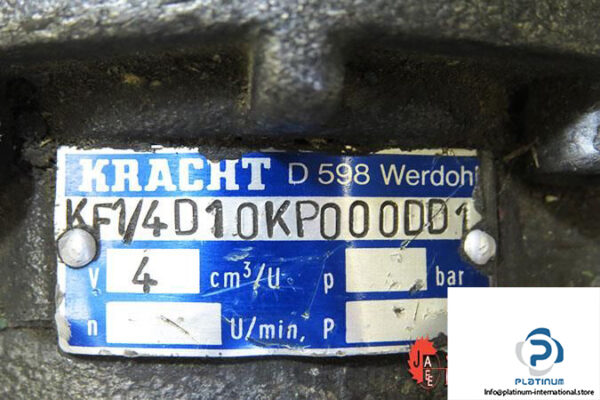 KRACHT D 598 Werdohl
KF1/4D10KP000DD1
V 4 cm³/U p bar
n U/min, P
PLATINUM
Info@platinum-international.store